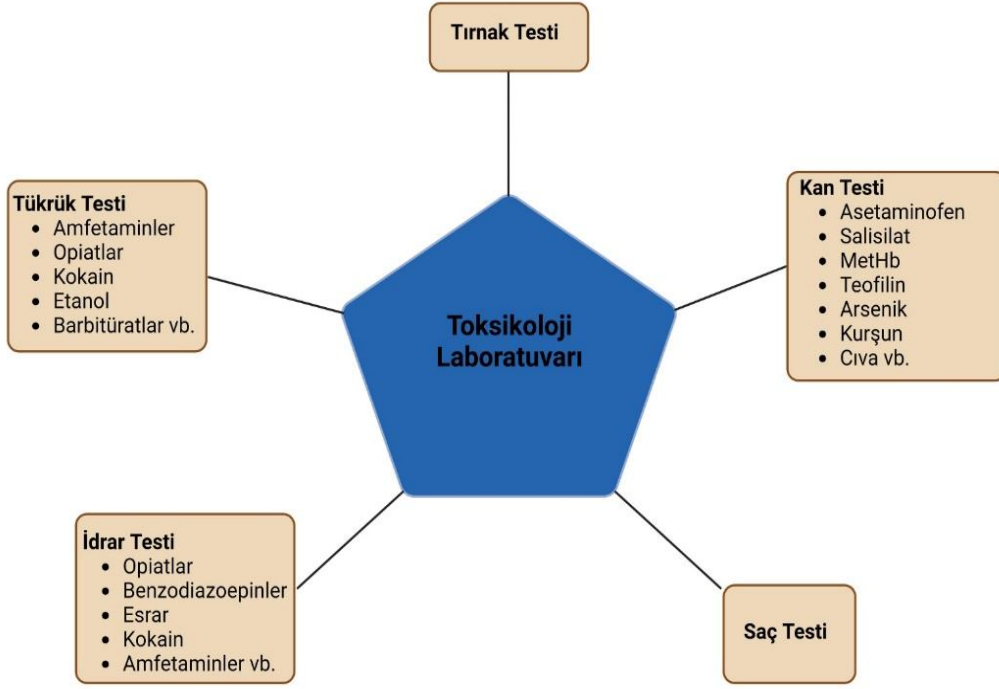 Tırnak Testi
Tükrük Testi
• Amfetaminler
• Opiatlar
• Kokain
• Etanol
• Barbitüratlar vb.
Kan Testi
• Asetaminofen
• Salisilat
• MetHb
• Teofilin
• Arsenik
• Kurşun
• Cıva vb.
Toksikoloji
Laboratuvarı
İdrar Testi
• Opiatlar
• Benzodiazoepinler
• Esrar
• Kokain
• Amfetaminler vb.
Saç Testi